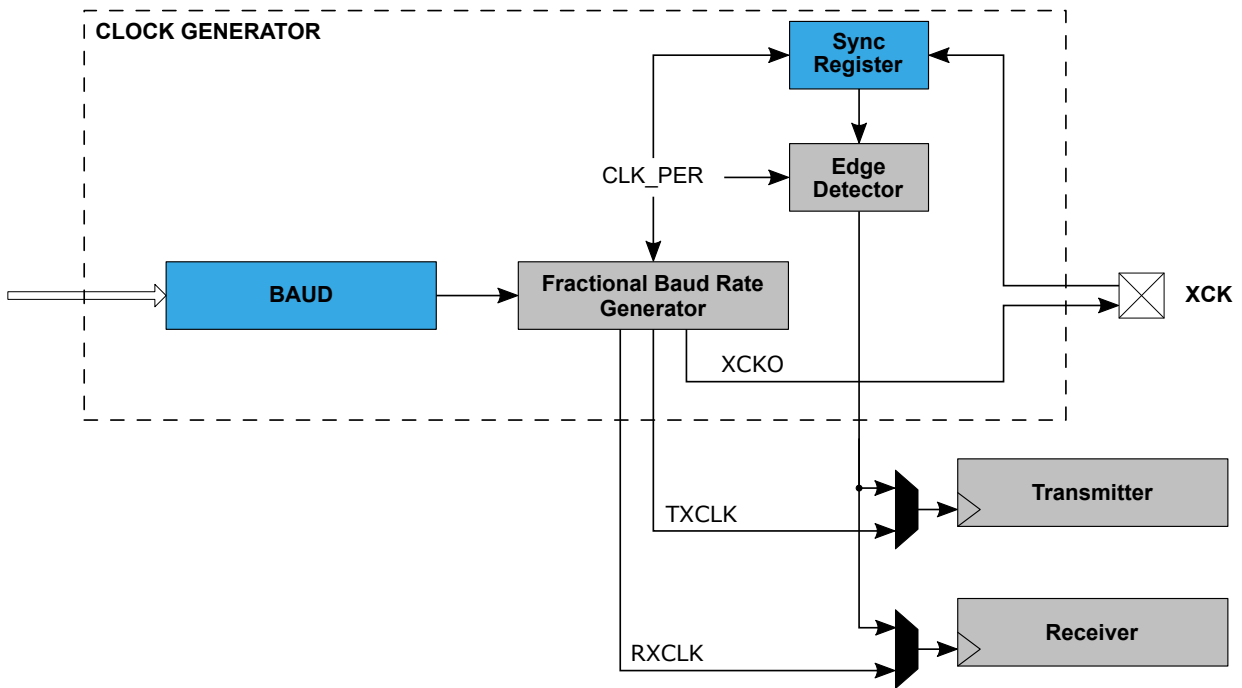 CLOCK GENERATOR
Sync
Register
CLK_PER
Edge
Detector
BAUD
Fractional Baud Rate
Generator
XCK
XCKO
Transmitter
TXCLK
Receiver
RXCLK